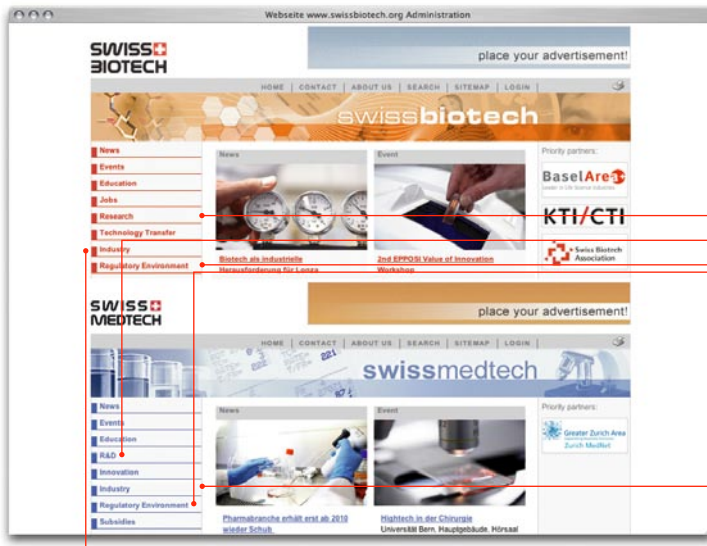 Webseite www.swissbiotech.org Administration
SWISS
BIOTECH
place your advertisement!
HOME | CONTACT | ABOUT US | SEARCH | SITEMAP | LOGIN |
swissbiotech
News
Events
Education
Jobs
Research
Technology Transfer
Industry
Regulatory Environment
News
Biotech als industrielle
Herausforderung für Lonza
Event
2nd EPPOSI Value of Innovation
Workshop
Priority partners:
BaselArea
KTI/CTI
Swiss Biotech
Association
SWISS
MEDTECH
place your advertisement!
HOME | CONTACT | ABOUT US | SEARCH | SITEMAP | LOGIN |
swissmedtech
News
Events
Education
R&D
Innovation
Industry
Regulatory Environment
Subsidies
News
Pharmabranche erhält erst ab 2010
wieder Schub
Event
Hightech in der Chirurgie
Universität Bern, Hauptgebäude, Hörsaal
Priority partners:
Greater Zurich Area
Zurich MedNet